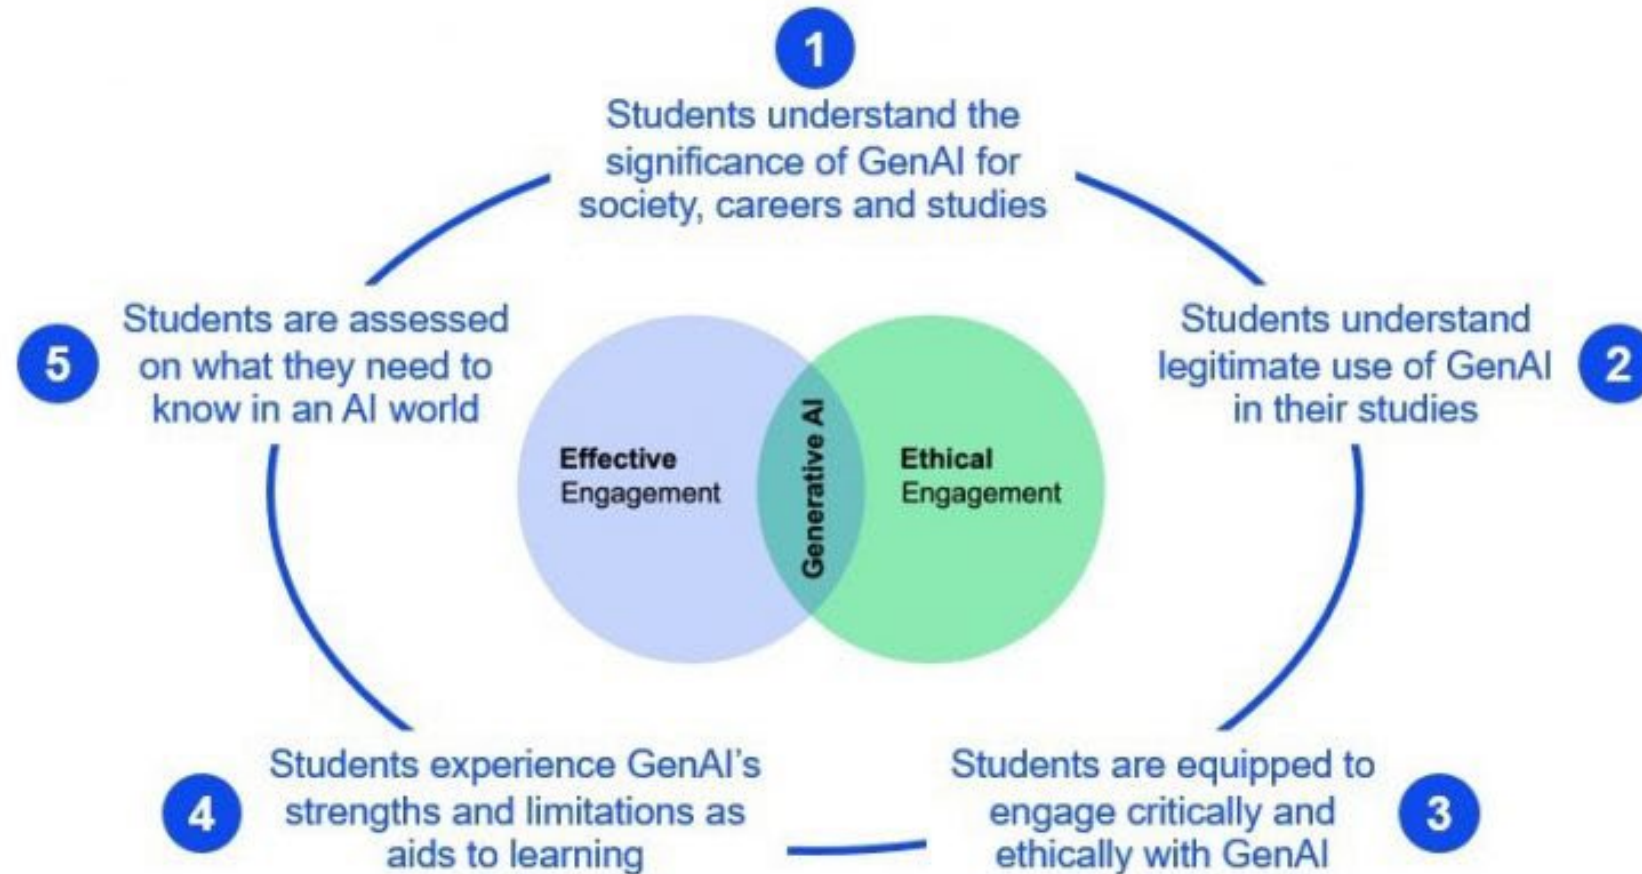 1
Students understand the
significance of GenAI for
society, careers and studies
2
Students understand
legitimate use of GenAI
in their studies
3
Students are equipped to
engage critically and
ethically with GenAI
4
Students experience GenAI's
strengths and limitations as
aids to learning
5
Students are assessed
on what they need to
know in an AI world
Effective
Engagement
Generative AI
Ethical
Engagement